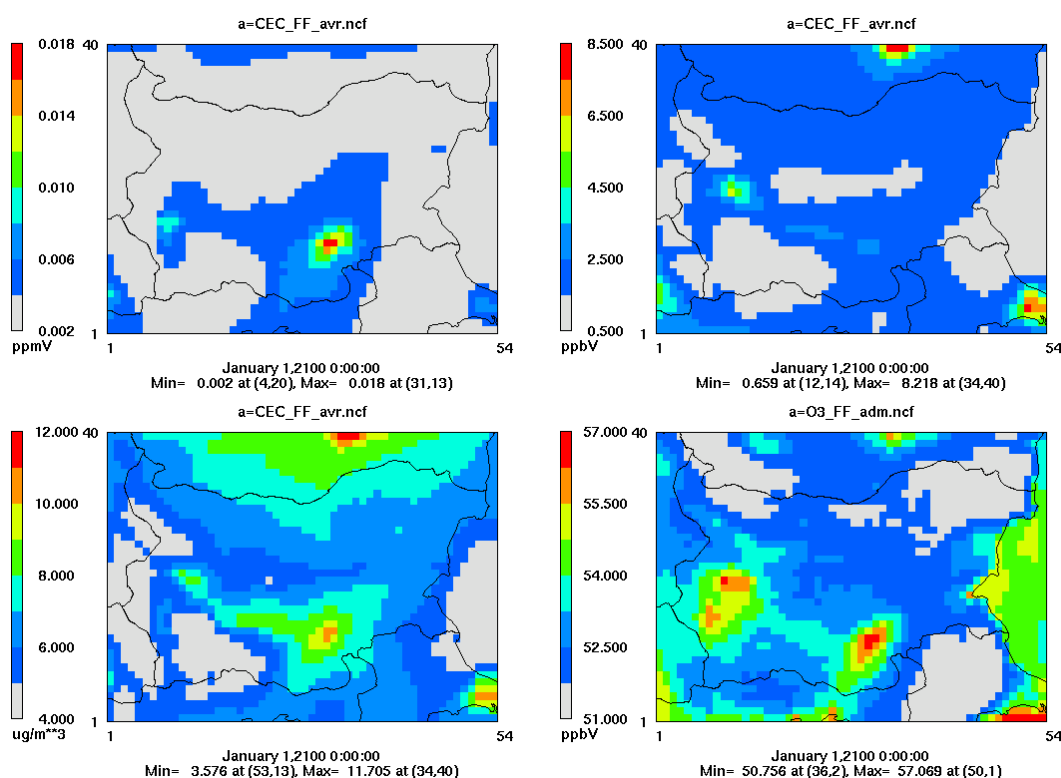 a=CEC_FF_avr.ncf
0.018 40
0.014
0.010
0.006
0.002 1
ppmV
1 54
January 1,2100 0:00:00
Min= 0.002 at (4,20), Max= 0.018 at (31,13)
a=CEC_FF_avr.ncf
8.500 40
6.500
4.500
2.500
0.500 1
ppbV
1 54
January 1,2100 0:00:00
Min= 0.659 at (12,14), Max= 8.218 at (34,40)
a=CEC_FF_avr.ncf
12.000 40
10.000
8.000
6.000
4.000 1
ug/m**3
1 54
January 1,2100 0:00:00
Min= 3.576 at (53,13), Max= 11.705 at (34,40)
a=O3_FF_adm.ncf
57.000 40
55.500
54.000
52.500
51.000 1
ppbV
1 54
January 1,2100 0:00:00
Min= 50.756 at (36,2), Max= 57.069 at (50,1)